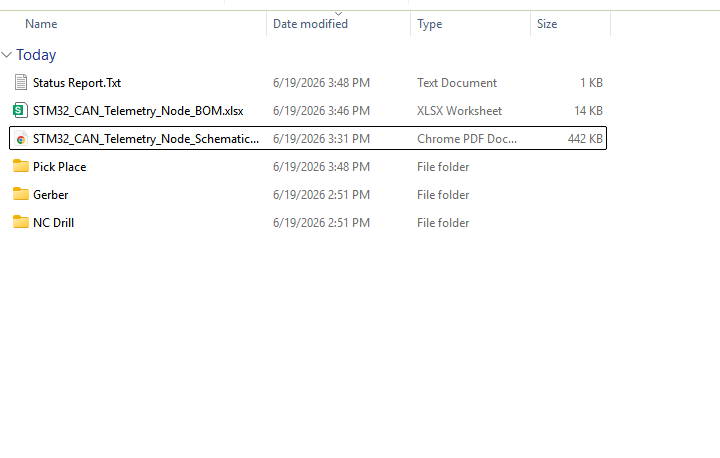 Name Date modified Type Size
Today
Status Report.Txt 6/19/2026 3:48 PM Text Document 1 KB
STM32_CAN_Telemetry_Node_BOM.xlsx 6/19/2026 3:46 PM XLSX Worksheet 14 KB
STM32_CAN_Telemetry_Node_Schematic... 6/19/2026 3:31 PM Chrome PDF Doc... 442 KB
Pick Place 6/19/2026 3:48 PM File folder
Gerber 6/19/2026 2:51 PM File folder
NC Drill 6/19/2026 2:51 PM File folder